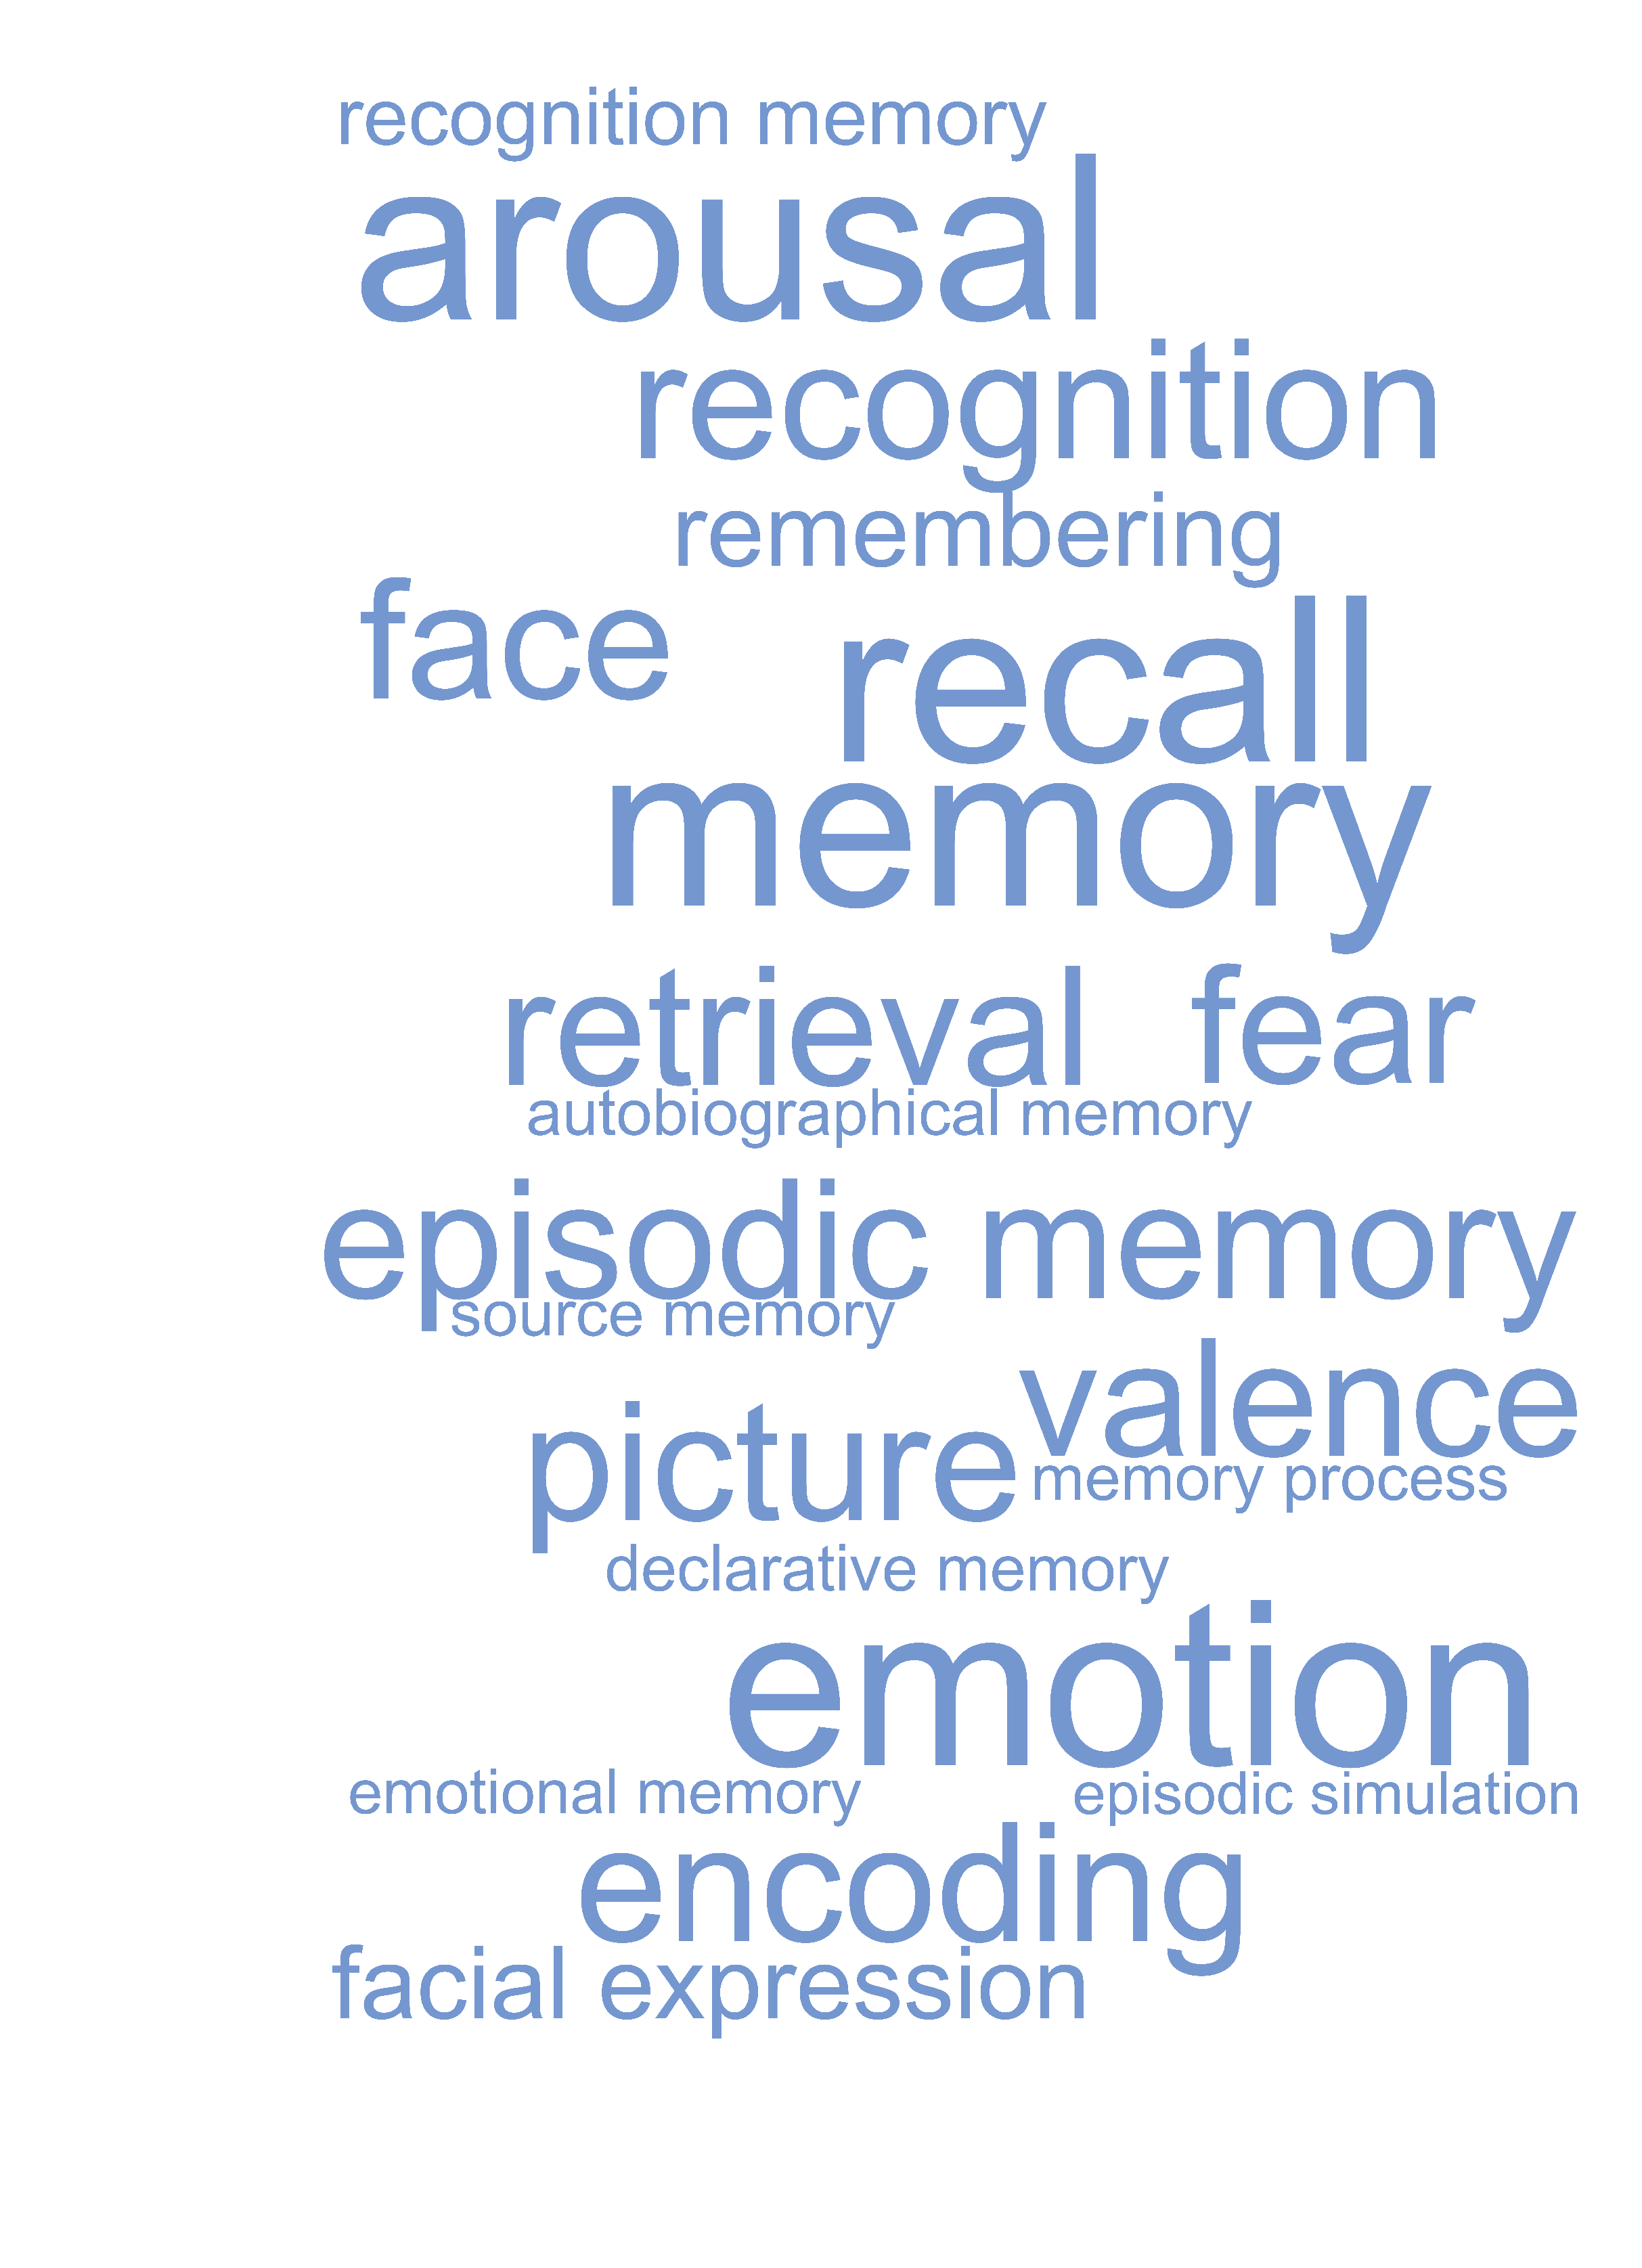 recognition memory
arousal
recognition
remembering
face
recall
memory
retrieval fear
autobiographical memory
episodic memory
source memory
valence
picture
memory process
declarative memory
emotion
emotional memory episodic simulation
encoding
facial expression